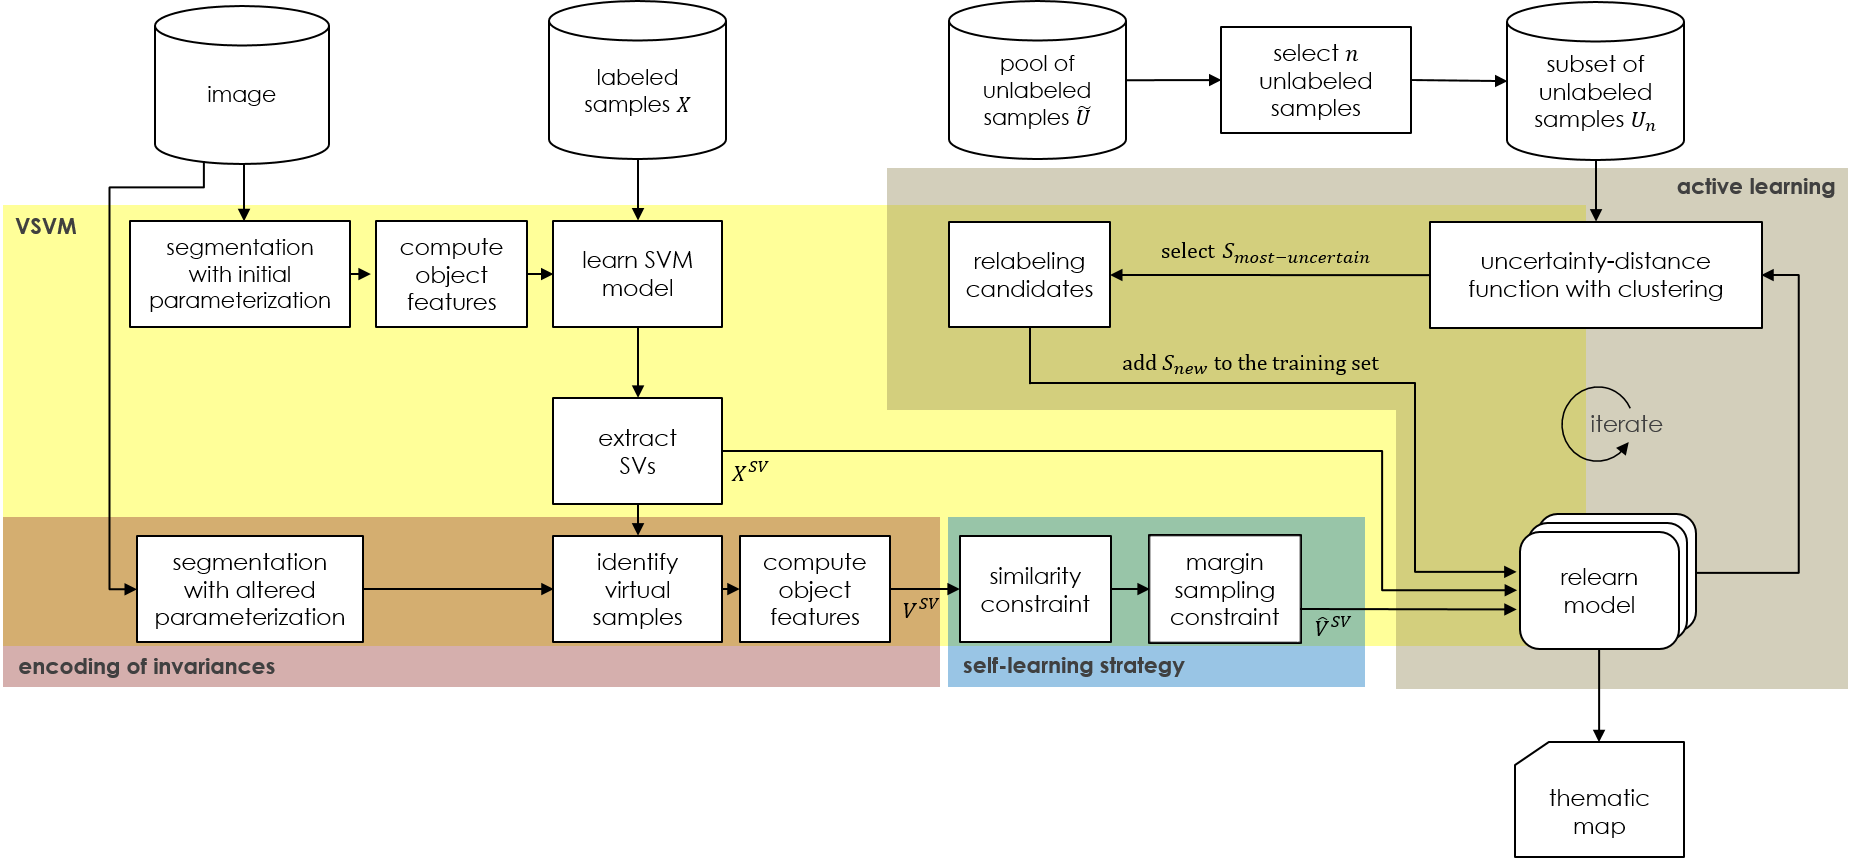 image
labeled
samples X
pool of
unlabeled
samples Ũ
select n
unlabeled
samples
subset of
unlabeled
samples Uₙ
active learning
VSVM
segmentation
with initial
parameterization
compute
object
features
learn SVM
model
relabeling
candidates
select S_most−uncertain
uncertainty-distance
function with clustering
add S_new to the training set
iterate
extract
SVs
X^SV
segmentation
with altered
parameterization
identify
virtual
samples
compute
object
features
V^SV
similarity
constraint
margin
sampling
constraint
V̂^SV
relearn
model
encoding of invariances
self-learning strategy
thematic
map